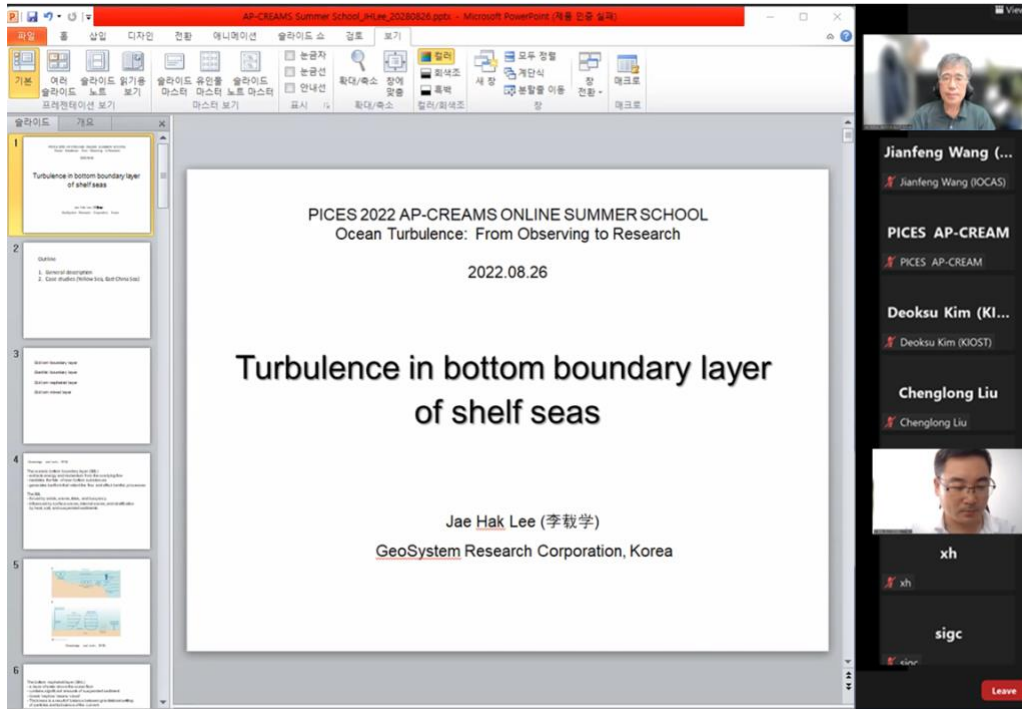 AP-CREAMS Summer School_JHLee_20280826.pptx - Microsoft PowerPoint (제품 인증 실패)
View
파일 홈 삽입 디자인 전환 애니메이션 슬라이드 쇼 검토 보기
기본 여러 슬라이드 슬라이드 노트 읽기용 보기
프레젠테이션 보기
슬라이드 마스터 유인물 마스터 슬라이드 노트 마스터
마스터 보기
눈금자
눈금선
안내선
표시
확대/축소 창에 맞춤
확대/축소
컬러
회색조
흑백
컬러/회색조
새 창
모두 정렬
계단식
분할줄 이동
창 전환
창
매크로
매크로
슬라이드 개요
1
Turbulence in bottom boundary layer
of shelf seas
2
Outline
1. General description
2. Case studies (Yellow Sea, East China Sea)
3
4
5
6
PICES 2022 AP-CREAMS ONLINE SUMMER SCHOOL
Ocean Turbulence: From Observing to Research
2022.08.26
Turbulence in bottom boundary layer
of shelf seas
Jae Hak Lee (李載学)
GeoSystem Research Corporation, Korea
Jianfeng Wang (...
Jianfeng Wang (IOCAS)
PICES AP-CREAM
PICES AP-CREAM
Deoksu Kim (KI...
Deoksu Kim (KIOST)
Chenglong Liu
Chenglong Liu
xh
xh
sigc
sigc
Leave